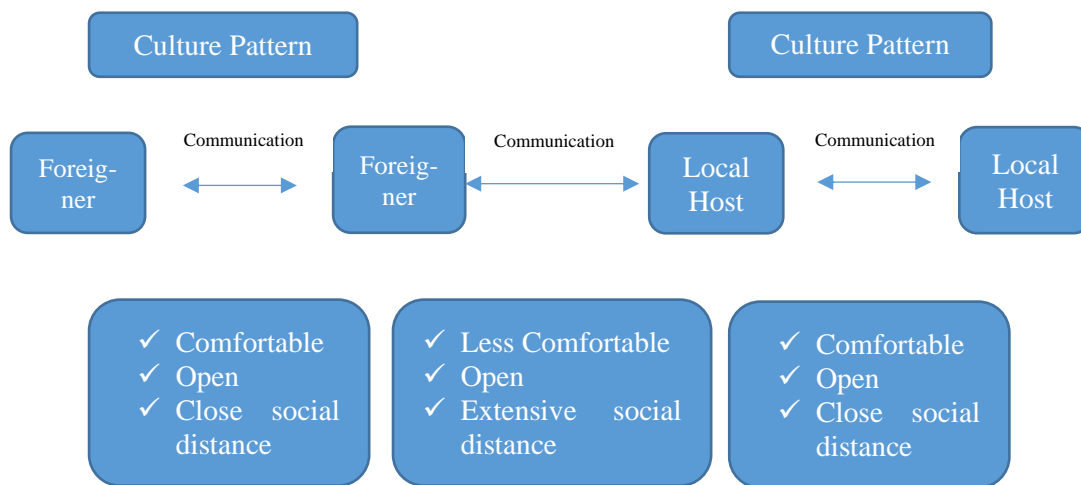 Culture Pattern
Culture Pattern
Communication
Communication
Communication
Foreig-
ner
Foreig-
ner
Local
Host
Local
Host
✓ Comfortable
✓ Open
✓ Close social
distance
✓ Less Comfortable
✓ Open
✓ Extensive social
distance
✓ Comfortable
✓ Open
✓ Close social
distance